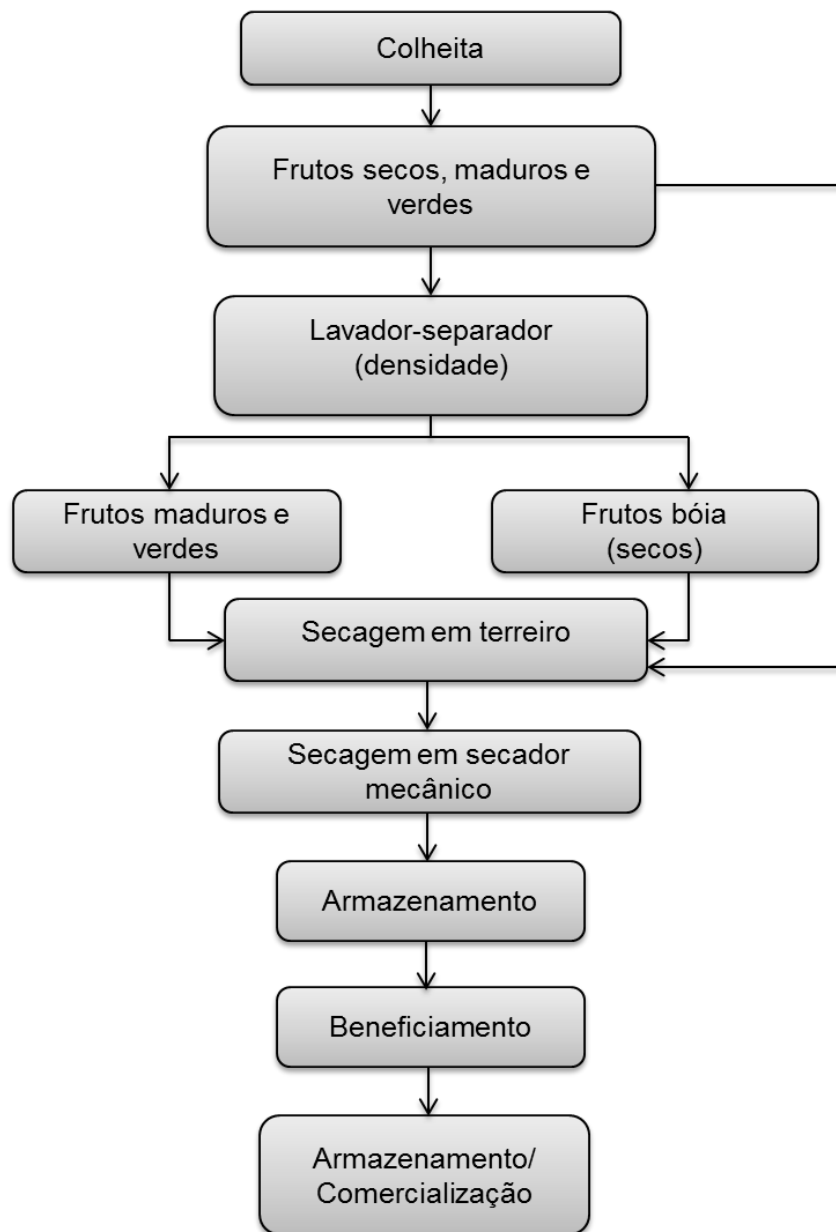 Colheita
Frutos secos, maduros e
verdes
Lavador-separador
(densidade)
Frutos maduros e
verdes
Frutos bóia
(secos)
Secagem em terreiro
Secagem em secador
mecânico
Armazenamento
Beneficiamento
Armazenamento/
Comercialização